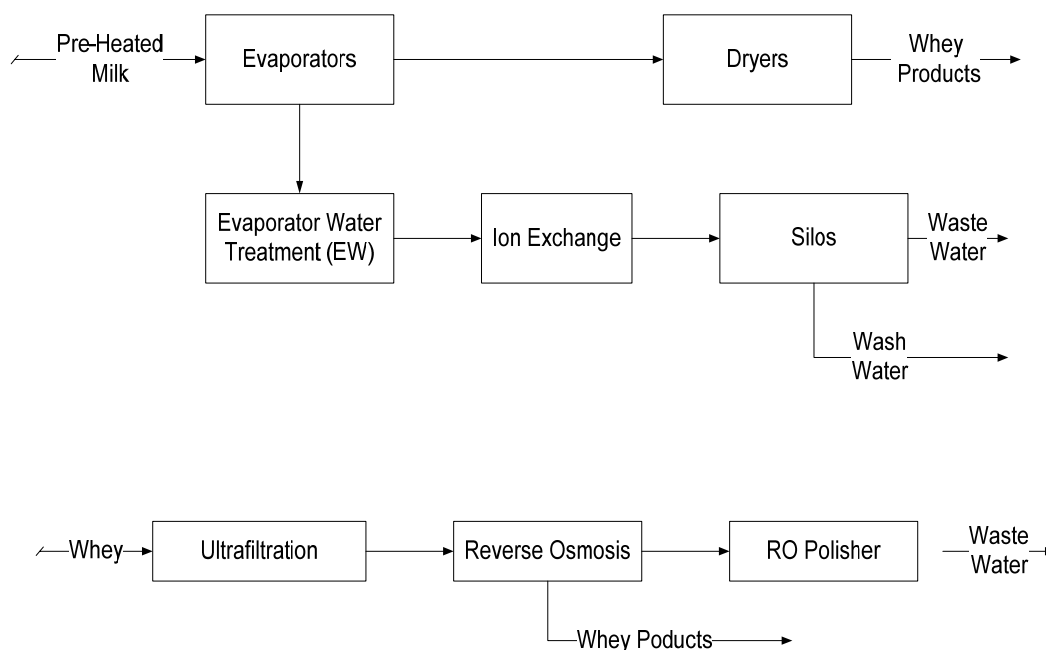 Pre-Heated
Milk
Evaporators
Dryers
Whey
Products
Evaporator Water
Treatment (EW)
Ion Exchange
Silos
Waste
Water
Wash
Water
Whey
Ultrafiltration
Reverse Osmosis
RO Polisher
Waste
Water
Whey Poducts